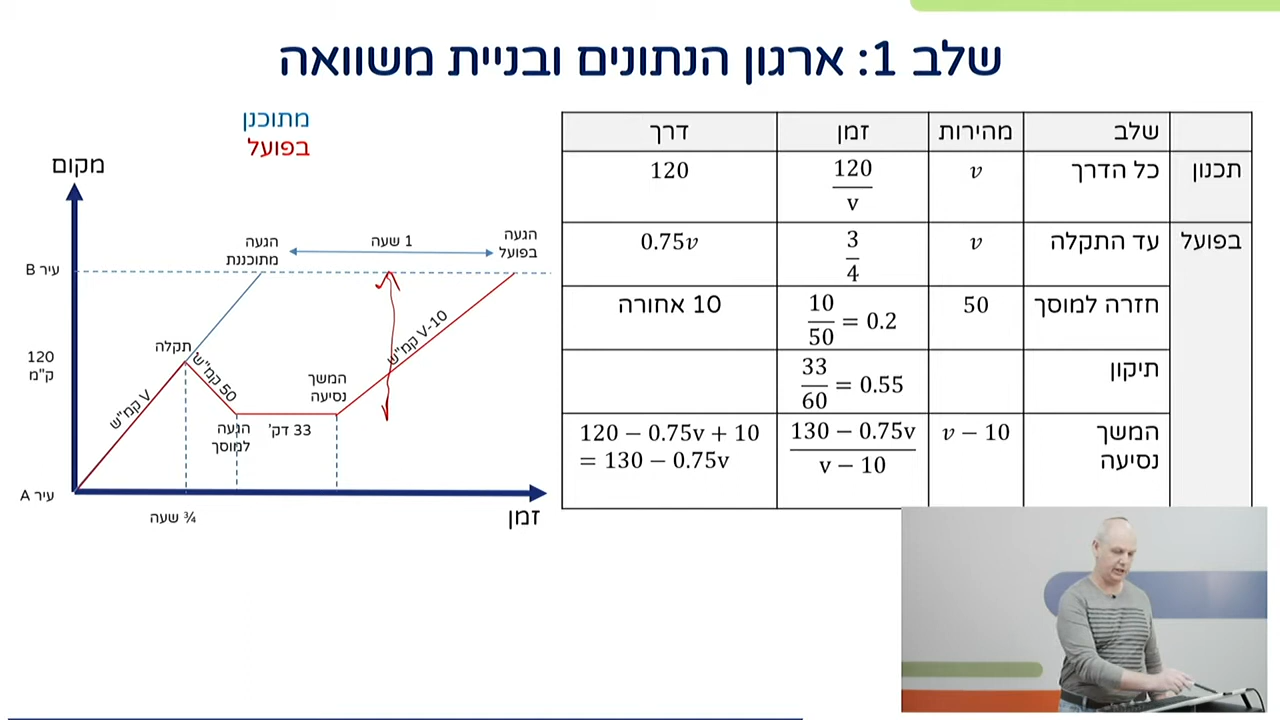 שלב 1: ארגון הנתונים ובניית משוואה
מתוכנן
בפועל
מקום
הגעה
מתוכננת
1 שעה
הגעה
בפועל
עיר B
תקלה
120
ק"מ
V קמ"ש
50 קמ"ש
V-10 קמ"ש
המשך
נסיעה
הגעה
למוסך
33 דק'
עיר A
¾ שעה
זמן
שלב מהירות זמן דרך
תכנון כל הדרך v 120/v 120
בפועל עד התקלה v 3/4 0.75v
חזרה למוסך 50 10/50 = 0.2 10 אחורה
תיקון 33/60 = 0.55
המשך נסיעה v − 10 (130 − 0.75v)/(v − 10) 120 − 0.75v + 10
= 130 − 0.75v